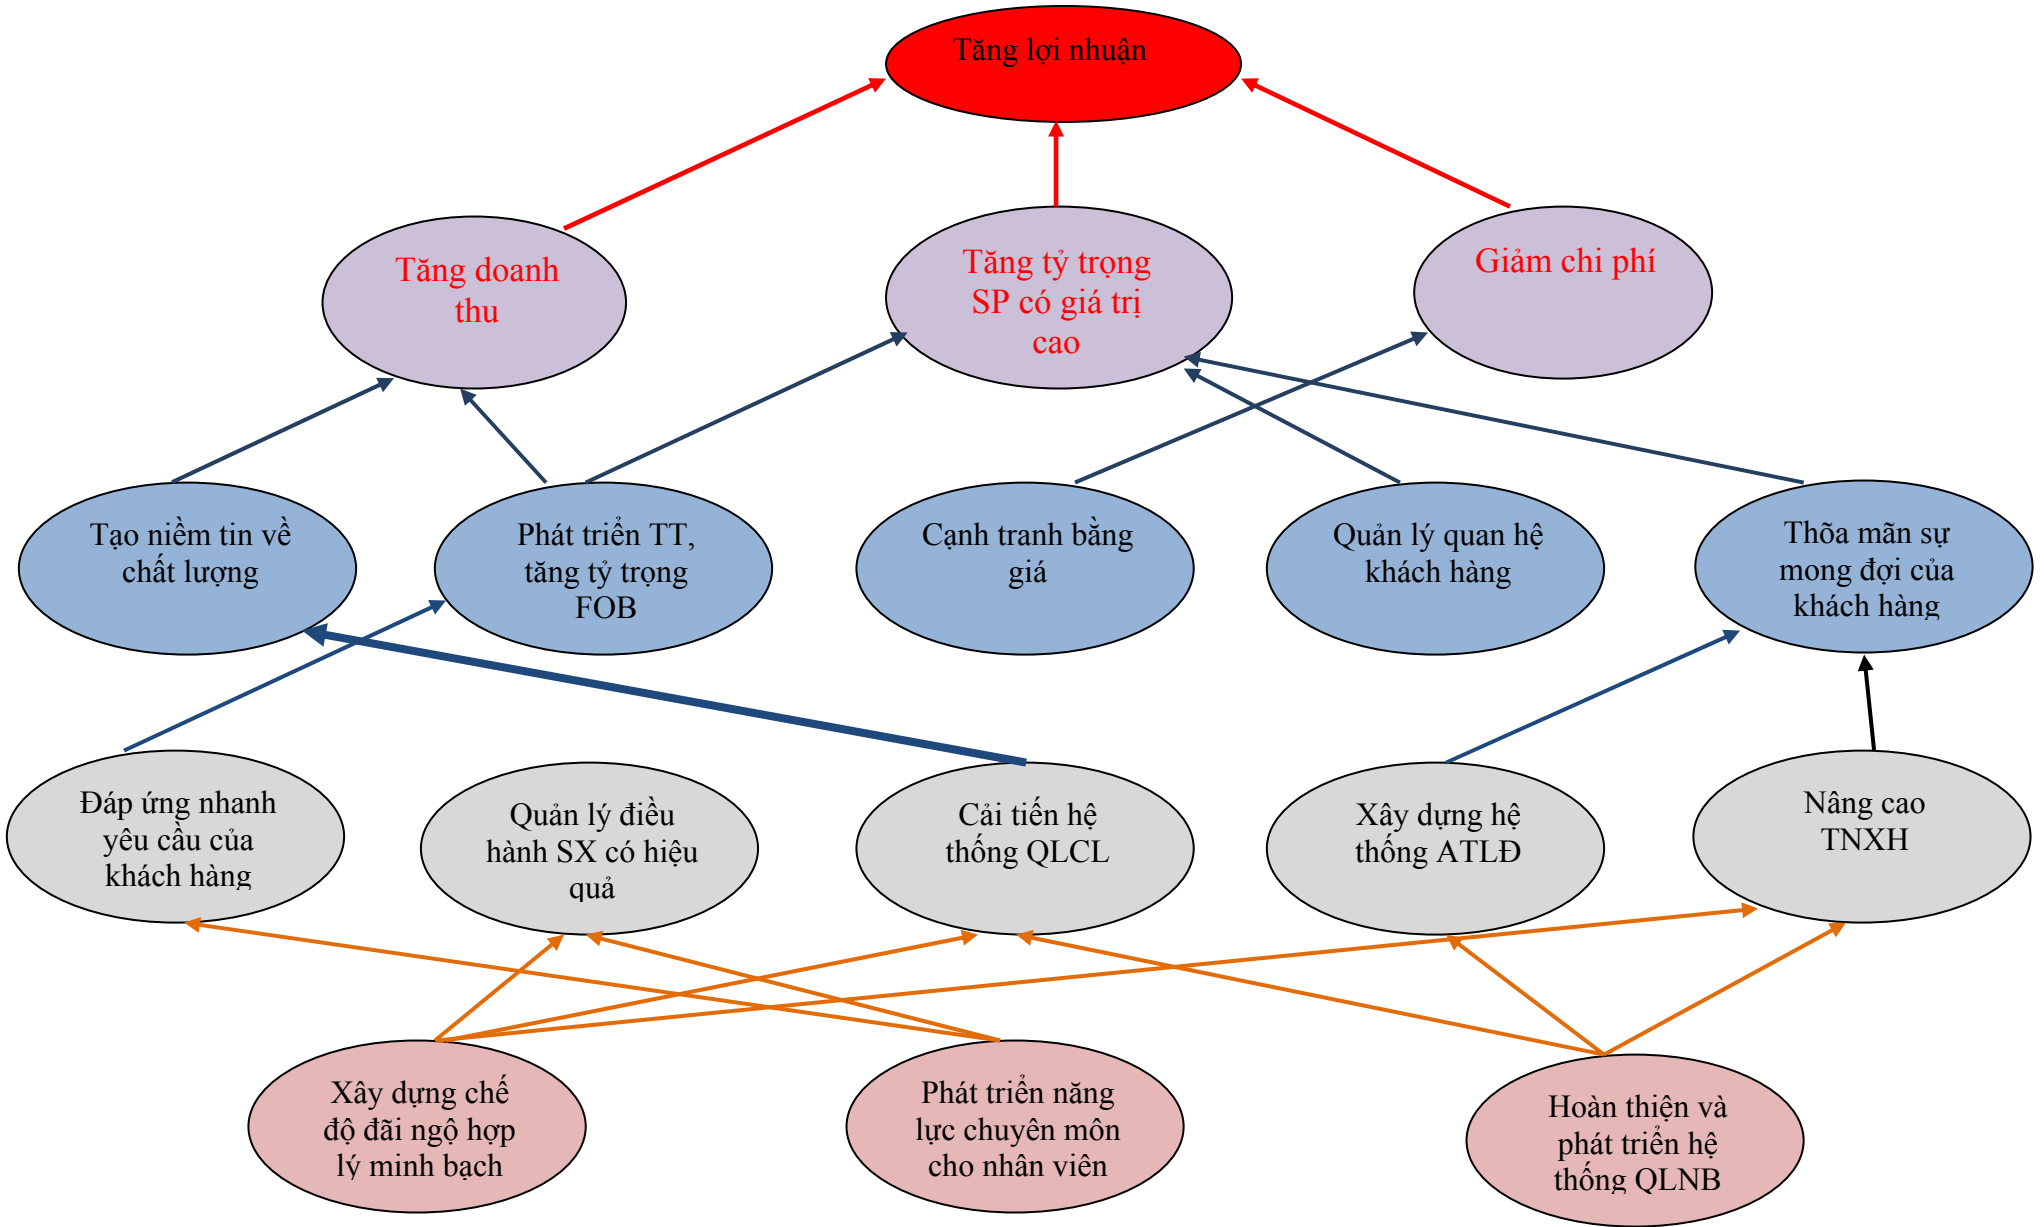 Tăng lợi nhuận
Tăng doanh
thu
Tăng tỷ trọng
SP có giá trị
cao
Giảm chi phí
Tạo niềm tin về
chất lượng
Phát triển TT,
tăng tỷ trọng
FOB
Cạnh tranh bằng
giá
Quản lý quan hệ
khách hàng
Thõa mãn sự
mong đợi của
khách hàng
Đáp ứng nhanh
yêu cầu của
khách hàng
Quản lý điều
hành SX có hiệu
quả
Cải tiến hệ
thống QLCL
Xây dựng hệ
thống ATLĐ
Nâng cao
TNXH
Xây dựng chế
độ đãi ngộ hợp
lý minh bạch
Phát triển năng
lực chuyên môn
cho nhân viên
Hoàn thiện và
phát triển hệ
thống QLNB